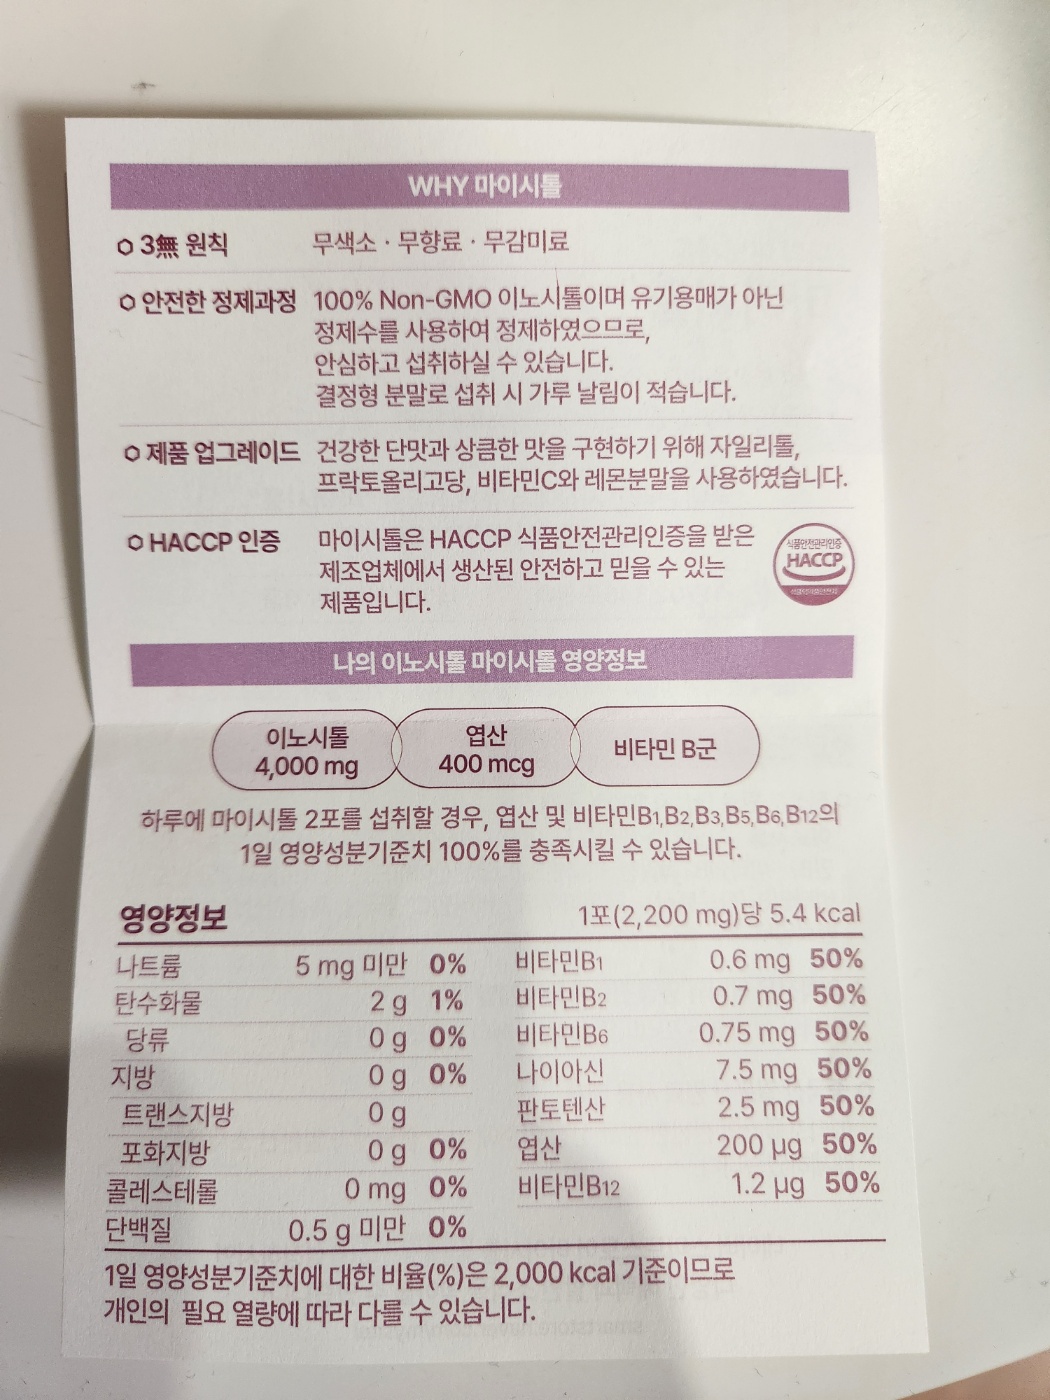 WHY 마이시톨
3無 원칙 무색소 · 무향료 · 무감미료
안전한 정제과정 100% Non-GMO 이노시톨이며 유기용매가 아닌
정제수를 사용하여 정제하였으므로,
안심하고 섭취하실 수 있습니다.
결정형 분말로 섭취 시 가루 날림이 적습니다.
제품 업그레이드 건강한 단맛과 상큼한 맛을 구현하기 위해 자일리톨,
프락토올리고당, 비타민C와 레몬분말을 사용하였습니다.
HACCP 인증 마이시톨은 HACCP 식품안전관리인증을 받은
제조업체에서 생산된 안전하고 믿을 수 있는
제품입니다.
식품안전관리인증
HACCP
나의 이노시톨 마이시톨 영양정보
이노시톨
4,000 mg
엽산
400 mcg
비타민 B군
하루에 마이시톨 2포를 섭취할 경우, 엽산 및 비타민B1,B2,B3,B5,B6,B12의
1일 영양성분기준치 100%를 충족시킬 수 있습니다.
영양정보 1포(2,200 mg)당 5.4 kcal
나트륨 5 mg 미만 0%
탄수화물 2 g 1%
당류 0 g 0%
지방 0 g 0%
트랜스지방 0 g
포화지방 0 g 0%
콜레스테롤 0 mg 0%
단백질 0.5 g 미만 0%
비타민B1 0.6 mg 50%
비타민B2 0.7 mg 50%
비타민B6 0.75 mg 50%
나이아신 7.5 mg 50%
판토텐산 2.5 mg 50%
엽산 200 μg 50%
비타민B12 1.2 μg 50%
1일 영양성분기준치에 대한 비율(%)은 2,000 kcal 기준이므로
개인의 필요 열량에 따라 다를 수 있습니다.